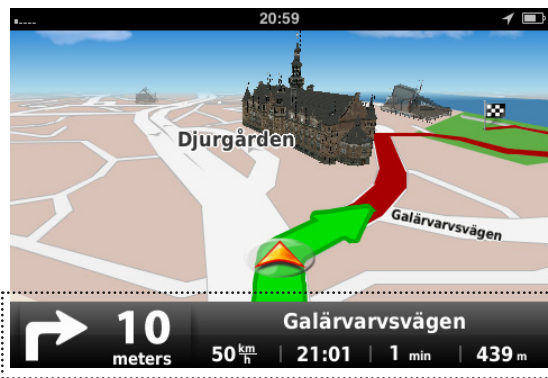 20:59
Djurgården
Galärvarvsvägen
10
meters
Galärvarvsvägen
50 km/h | 21:01 | 1 min | 439 m